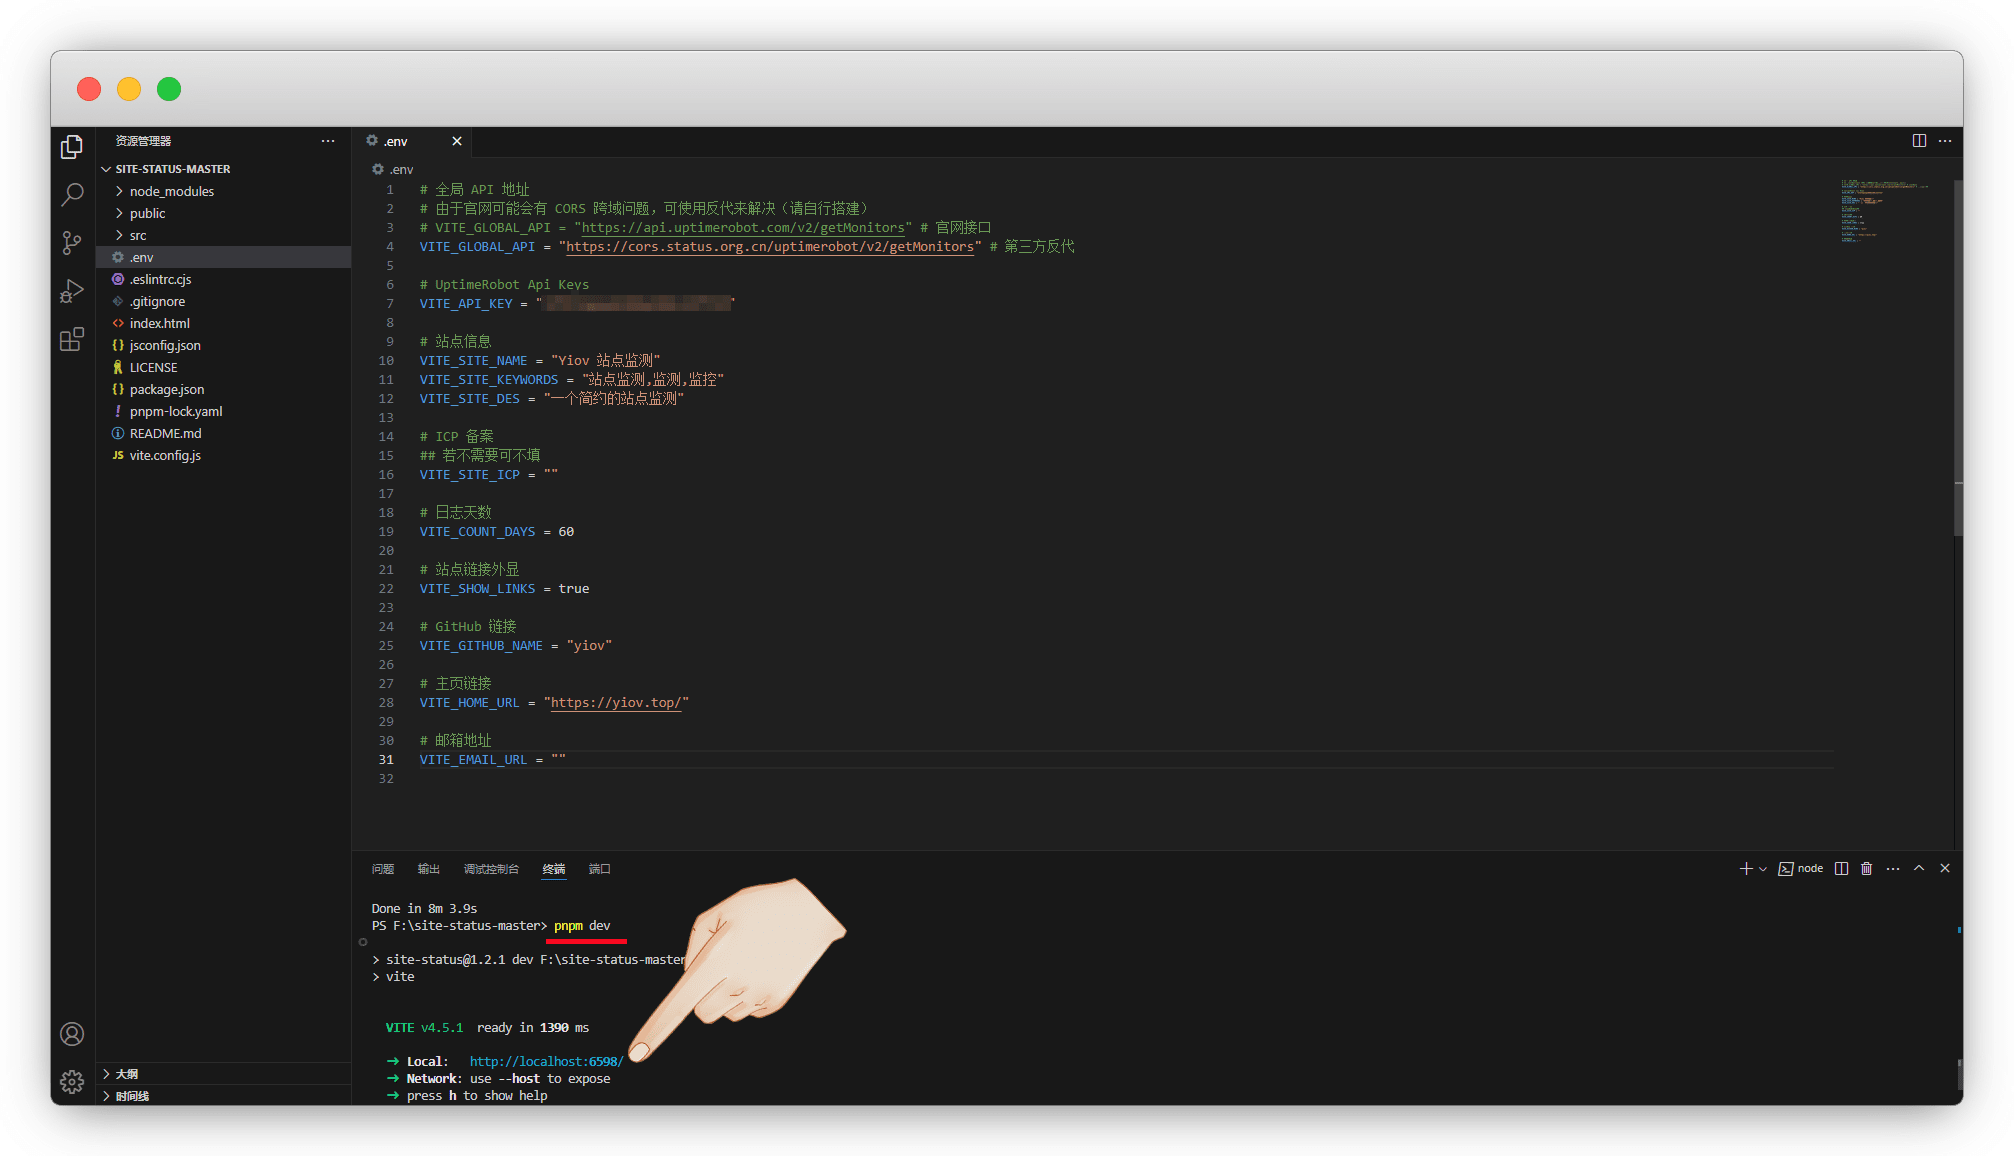 资源管理器
SITE-STATUS-MASTER
node_modules
public
src
.env
.eslintrc.cjs
.gitignore
index.html
jsconfig.json
LICENSE
package.json
pnpm-lock.yaml
README.md
JS vite.config.js
大纲
时间线
.env
.env
1 # 全局 API 地址
2 # 由于官网可能会有 CORS 跨域问题，可使用反代来解决（请自行搭建）
3 # VITE_GLOBAL_API = "https://api.uptimerobot.com/v2/getMonitors" # 官网接口
4 VITE_GLOBAL_API = "https://cors.status.org.cn/uptimerobot/v2/getMonitors" # 第三方反代
5
6 # UptimeRobot Api Keys
7 VITE_API_KEY = " "
8
9 # 站点信息
10 VITE_SITE_NAME = "Yiov 站点监测"
11 VITE_SITE_KEYWORDS = "站点监测,监测,监控"
12 VITE_SITE_DES = "一个简约的站点监测"
13
14 # ICP 备案
15 ## 若不需要可不填
16 VITE_SITE_ICP = ""
17
18 # 日志天数
19 VITE_COUNT_DAYS = 60
20
21 # 站点链接外显
22 VITE_SHOW_LINKS = true
23
24 # GitHub 链接
25 VITE_GITHUB_NAME = "yiov"
26
27 # 主页链接
28 VITE_HOME_URL = "https://yiov.top/"
29
30 # 邮箱地址
31 VITE_EMAIL_URL = ""
32
问题 输出 调试控制台 终端 端口 node
Done in 8m 3.9s
PS F:\site-status-master> pnpm dev
> site-status@1.2.1 dev F:\site-status-master
> vite
VITE v4.5.1 ready in 1390 ms
➜ Local: http://localhost:6598/
➜ Network: use --host to expose
➜ press h to show help